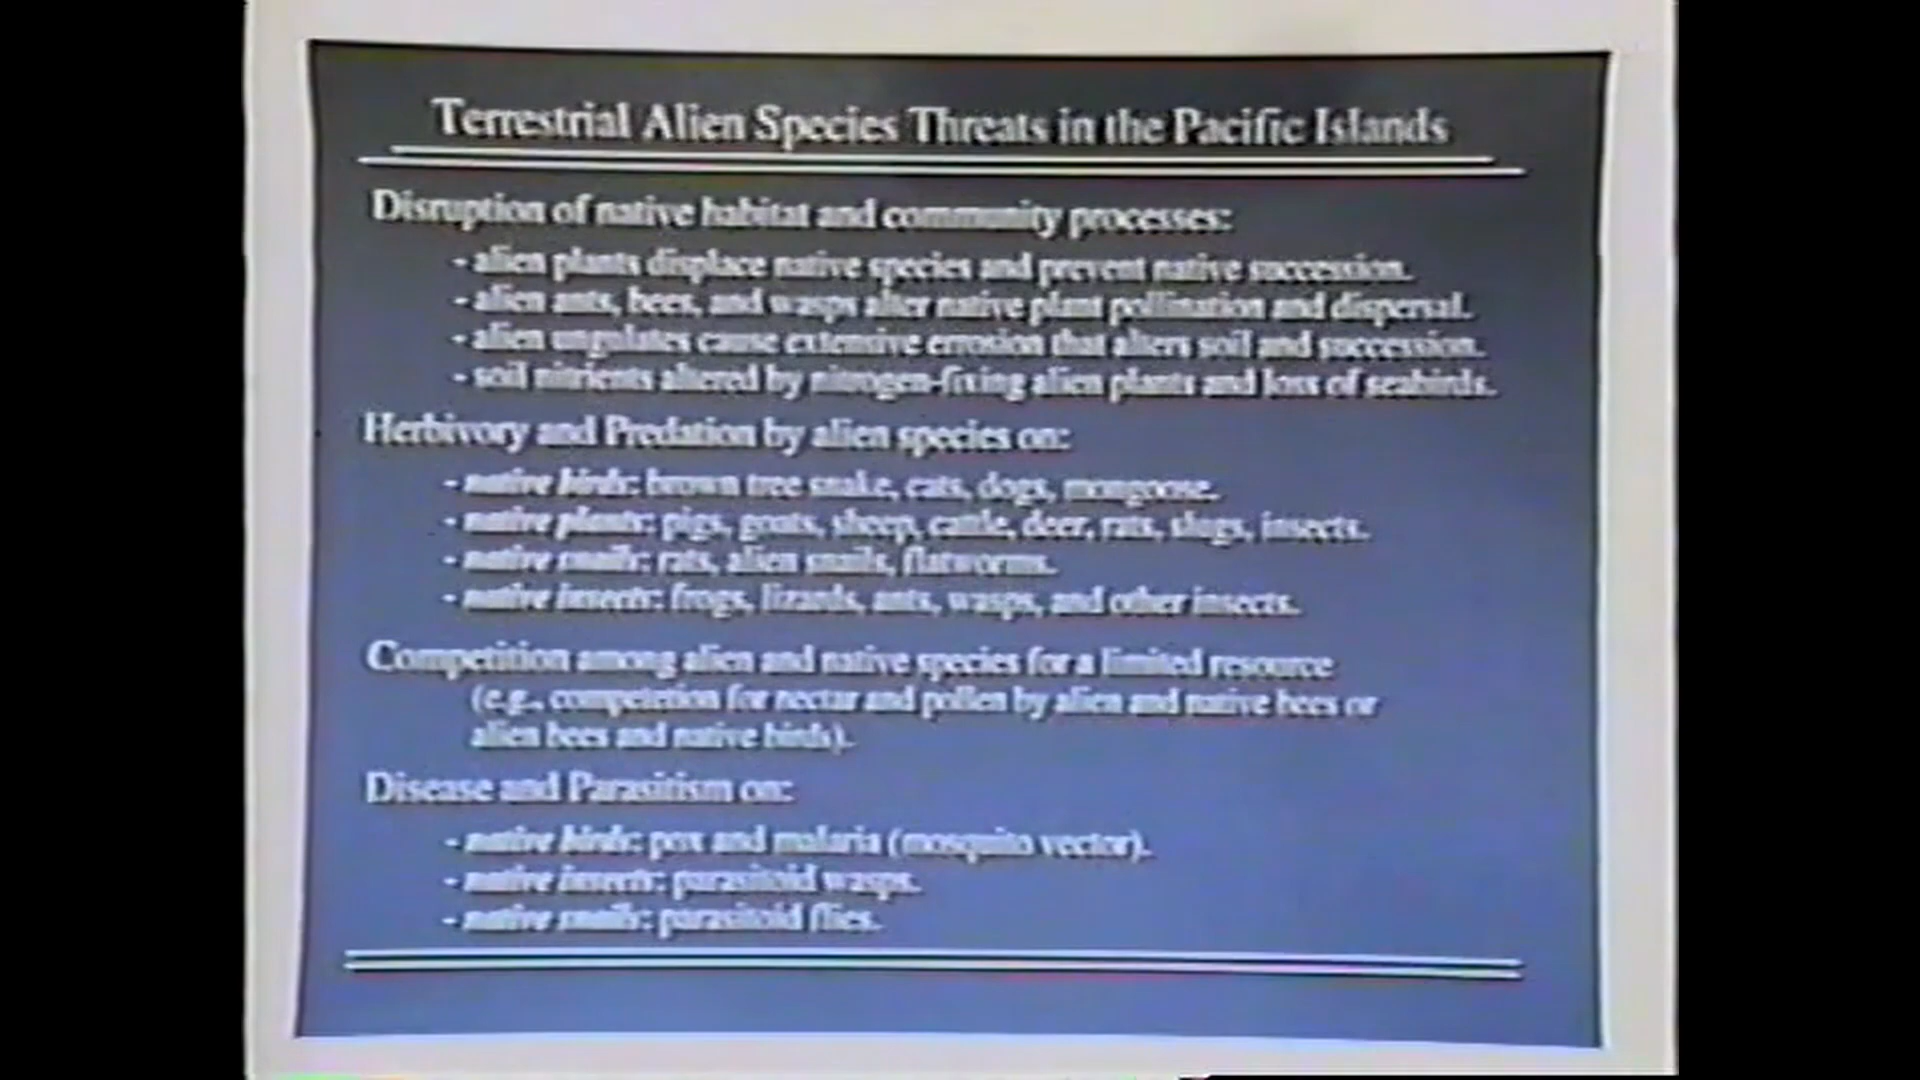 Terrestrial Alien Species Threats in the Pacific Islands
Disruption of native habitat and community processes:
- alien plants displace native species and prevent native succession.
- alien ants, bees, and wasps alter native plant pollination and dispersal.
- alien ungulates cause extensive errosion that alters soil and succession.
- soil nitrients altered by nitrogen-fixing alien plants and loss of seabirds.
Herbivory and Predation by alien species on:
- native birds: brown tree snake, cats, dogs, mongoose.
- native plants: pigs, goats, sheep, cattle, deer, rats, slugs, insects.
- native snails: rats, alien snails, flatworms.
- native insects: frogs, lizards, ants, wasps, and other insects.
Competition among alien and native species for a limited resource
(e.g., competetion for nectar and pollen by alien and native bees or
alien bees and native birds).
Disease and Parasitism on:
- native birds: pox and malaria (mosquito vector).
- native insects: parasitoid wasps.
- native snails: parasitoid flies.